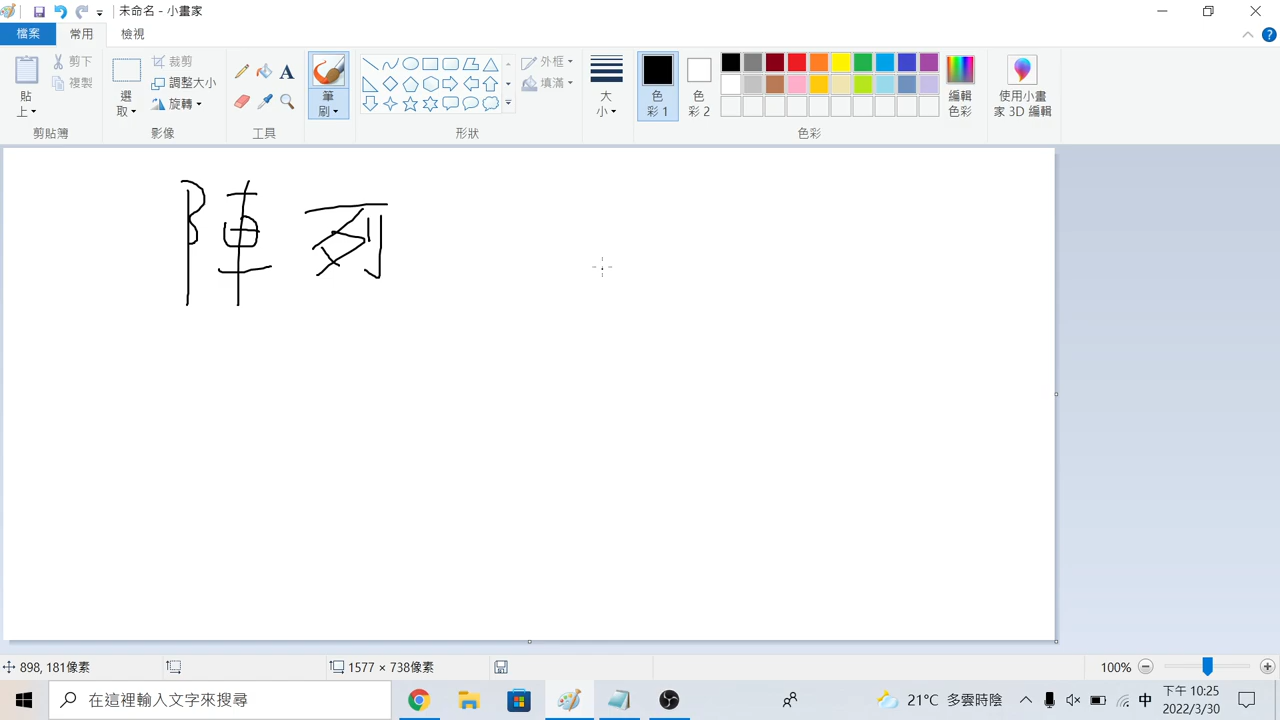 未命名 - 小畫家
檔案 常用 檢視
貼上
剪下
複製
剪貼簿
選取
裁剪
調整大小
旋轉
影像
A
工具
筆刷
外框
填滿
形狀
大小
色彩 1
色彩 2
編輯色彩
色彩
使用小畫家 3D 編輯
陣列
898, 181像素
1577 × 738像素
100%
在這裡輸入文字來搜尋
21°C 多雲時陰
中
下午 10:25
2022/3/30